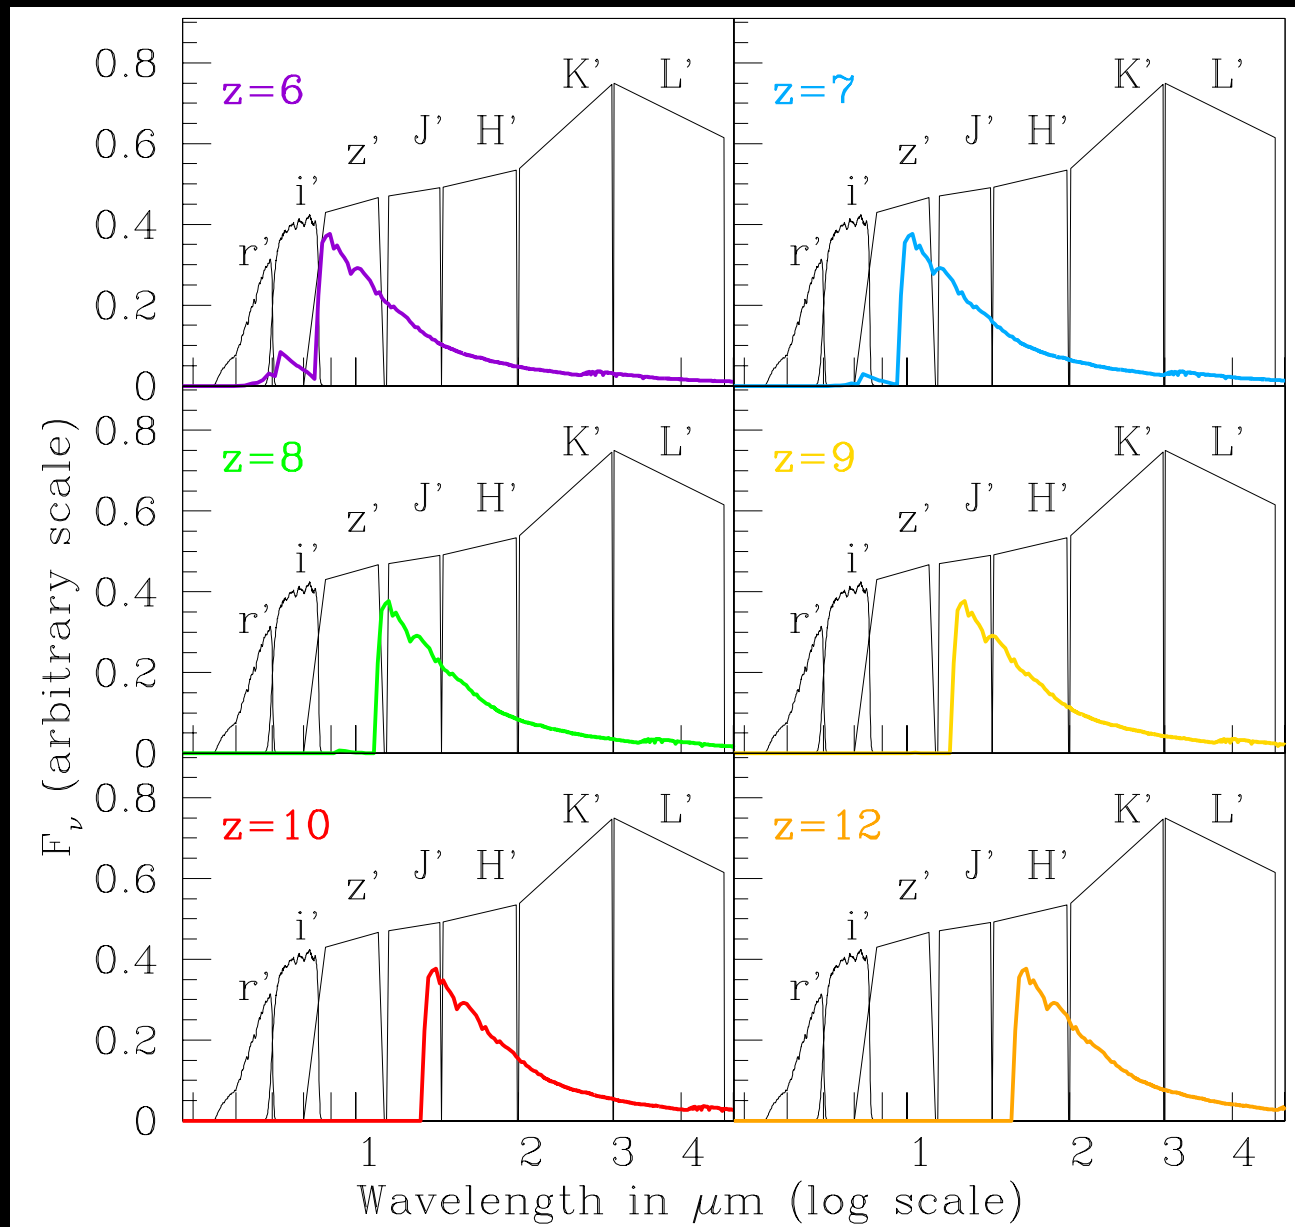 0.8 z=6 r' i' z' J' H' K' L'
z=7 r' i' z' J' H' K' L'
0.6
0.4
0.2
0
0.8 z=8 r' i' z' J' H' K' L'
z=9 r' i' z' J' H' K' L'
0.6
0.4
0.2
0
0.8 z=10 r' i' z' J' H' K' L'
z=12 r' i' z' J' H' K' L'
0.6
0.4
0.2
0
1 2 3 4 1 2 3 4
Wavelength in μm (log scale)
F_ν (arbitrary scale)